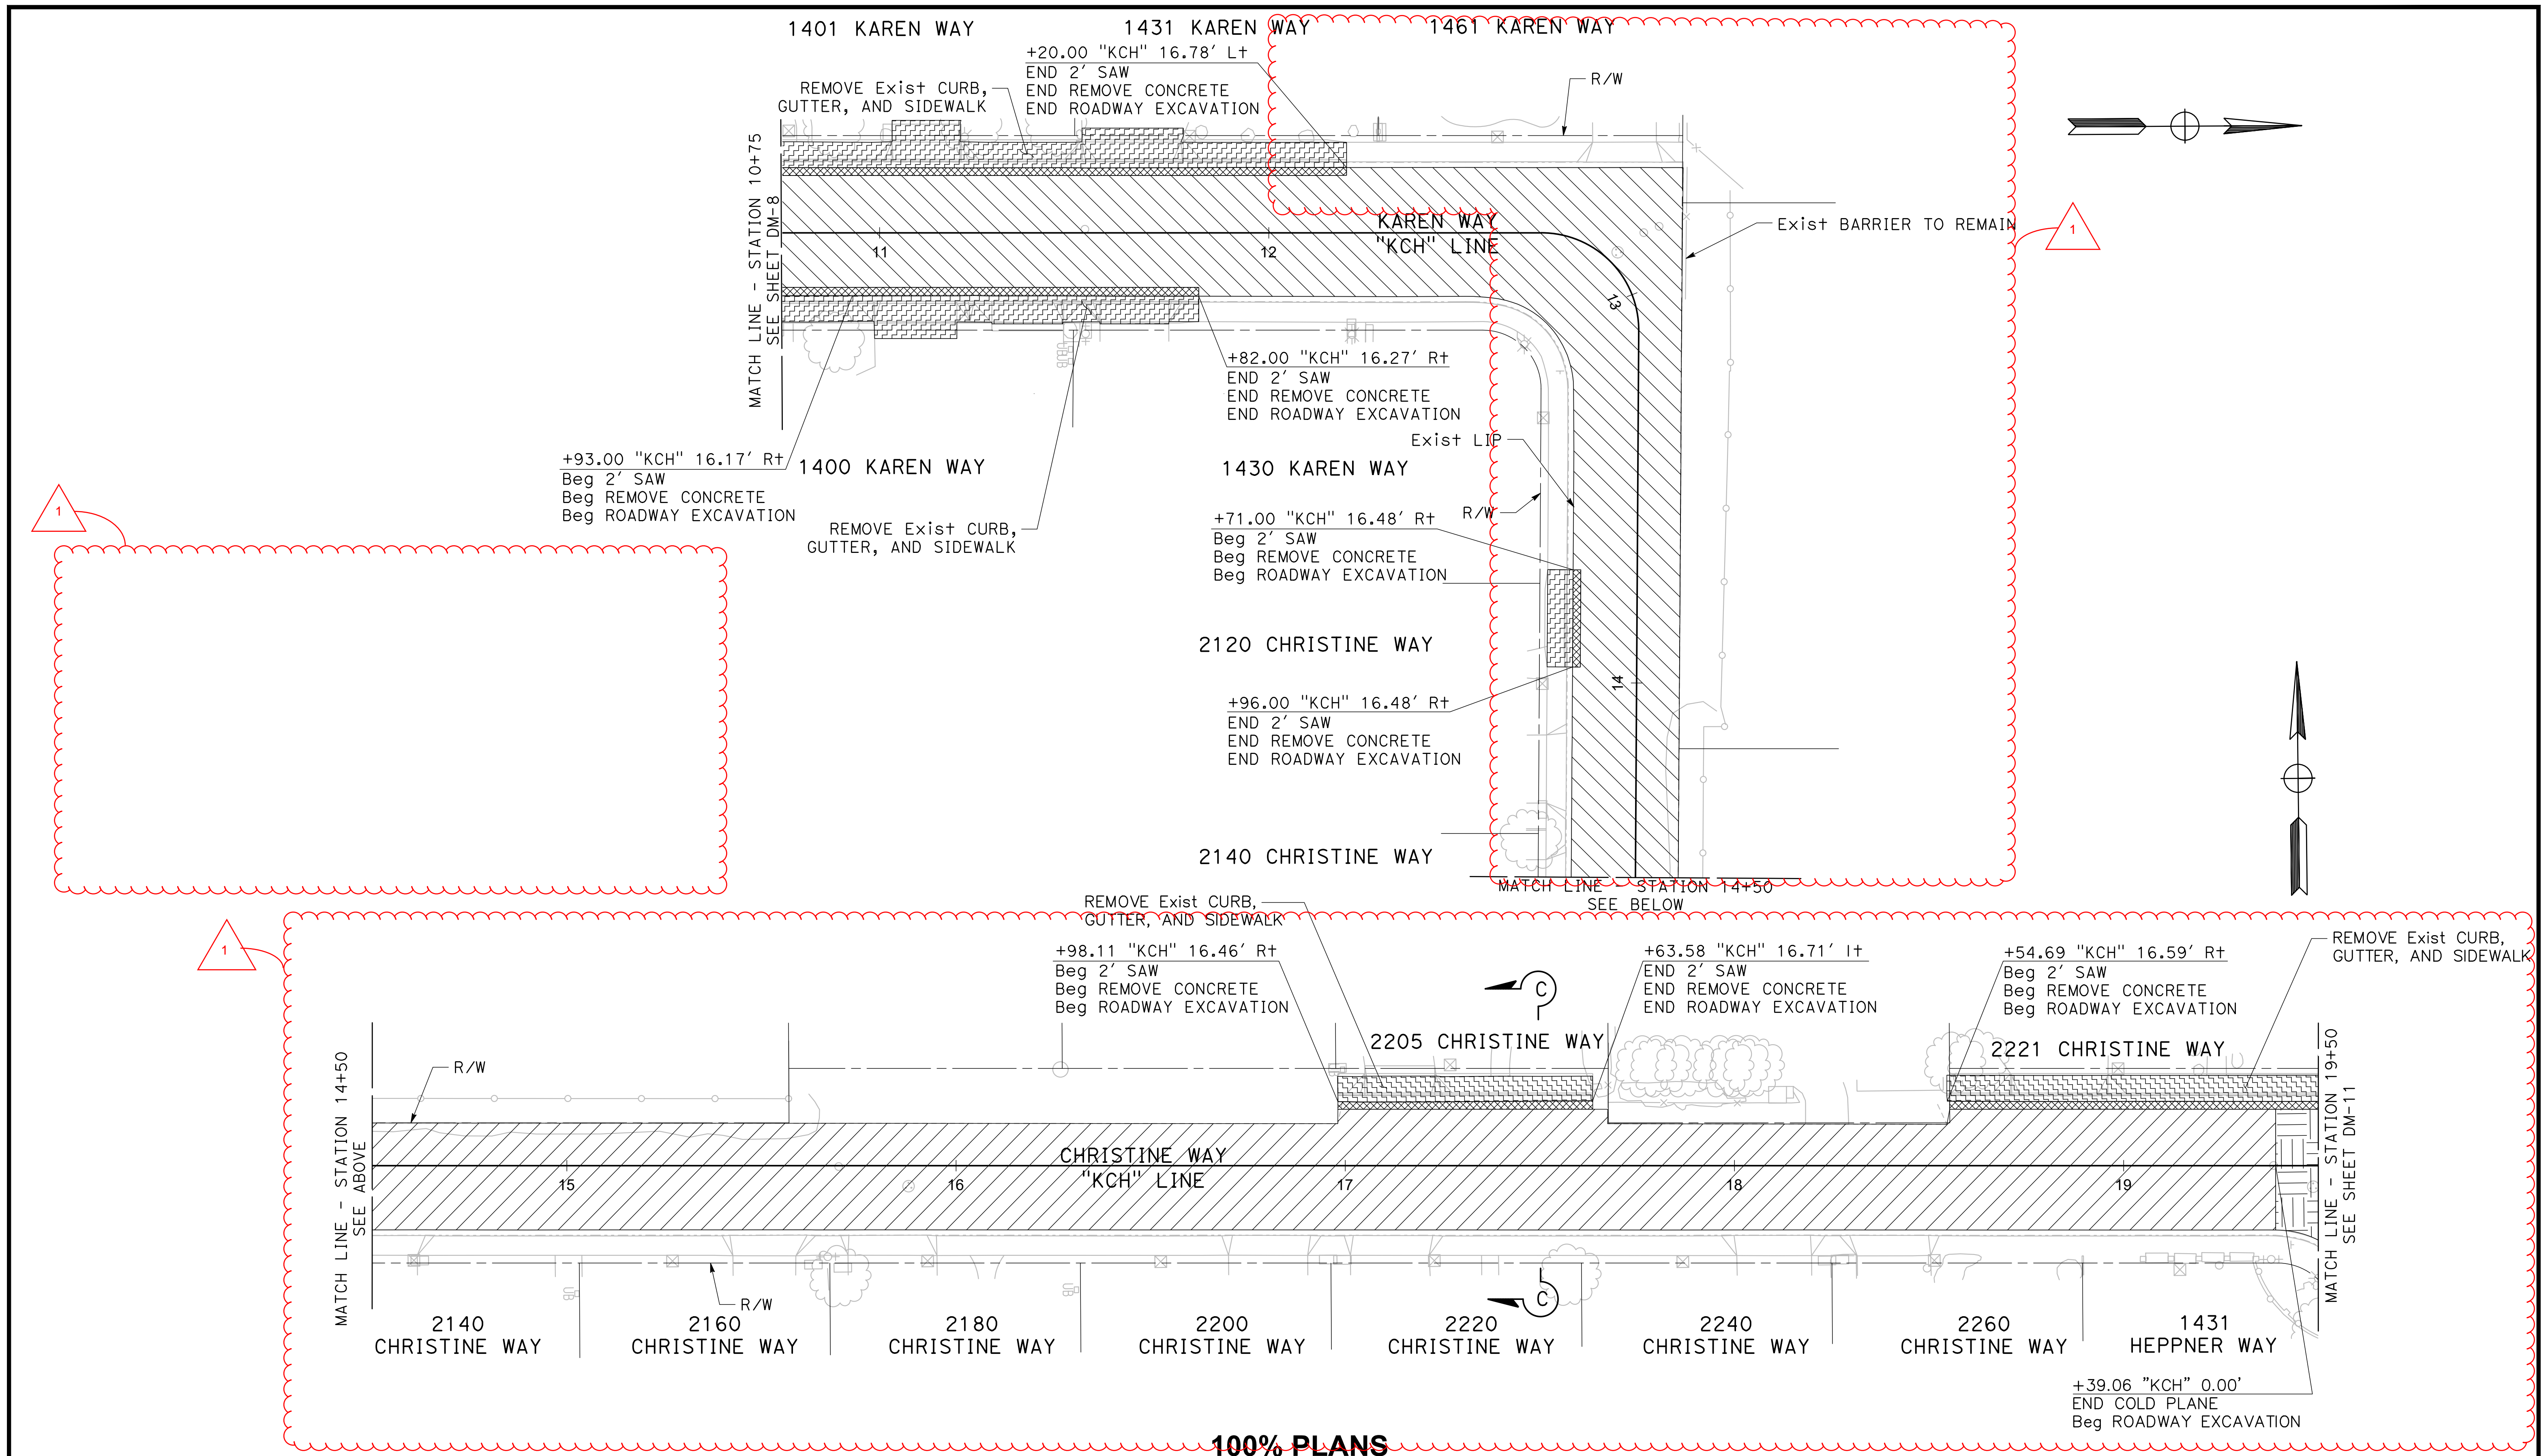 1401 KAREN WAY
1431 KAREN WAY
1461 KAREN WAY
+20.00 "KCH" 16.78' Lt
END 2' SAW
END REMOVE CONCRETE
END ROADWAY EXCAVATION
REMOVE Exist CURB,
GUTTER, AND SIDEWALK
R/W
MATCH LINE - STATION 10+75
SEE SHEET DM-8
KAREN WAY
"KCH" LINE
11
12
13
14
Exist BARRIER TO REMAIN
1
+82.00 "KCH" 16.27' Rt
END 2' SAW
END REMOVE CONCRETE
END ROADWAY EXCAVATION
Exist LIP
+93.00 "KCH" 16.17' Rt
Beg 2' SAW
Beg REMOVE CONCRETE
Beg ROADWAY EXCAVATION
1400 KAREN WAY
1430 KAREN WAY
REMOVE Exist CURB,
GUTTER, AND SIDEWALK
1
R/W
+71.00 "KCH" 16.48' Rt
Beg 2' SAW
Beg REMOVE CONCRETE
Beg ROADWAY EXCAVATION
2120 CHRISTINE WAY
+96.00 "KCH" 16.48' Rt
END 2' SAW
END REMOVE CONCRETE
END ROADWAY EXCAVATION
2140 CHRISTINE WAY
MATCH LINE - STATION 14+50
SEE BELOW
1
REMOVE Exist CURB,
GUTTER, AND SIDEWALK
+98.11 "KCH" 16.46' Rt
Beg 2' SAW
Beg REMOVE CONCRETE
Beg ROADWAY EXCAVATION
C
+63.58 "KCH" 16.71' lt
END 2' SAW
END REMOVE CONCRETE
END ROADWAY EXCAVATION
+54.69 "KCH" 16.59' Rt
Beg 2' SAW
Beg REMOVE CONCRETE
Beg ROADWAY EXCAVATION
REMOVE Exist CURB,
GUTTER, AND SIDEWALK
2205 CHRISTINE WAY
2221 CHRISTINE WAY
MATCH LINE - STATION 14+50
SEE ABOVE
R/W
CHRISTINE WAY
"KCH" LINE
15
16
17
18
19
MATCH LINE - STATION 19+50
SEE SHEET DM-11
R/W
C
2140
CHRISTINE WAY
2160
CHRISTINE WAY
2180
CHRISTINE WAY
2200
CHRISTINE WAY
2220
CHRISTINE WAY
2240
CHRISTINE WAY
2260
CHRISTINE WAY
1431
HEPPNER WAY
+39.06 "KCH" 0.00'
END COLD PLANE
Beg ROADWAY EXCAVATION
100% PLANS